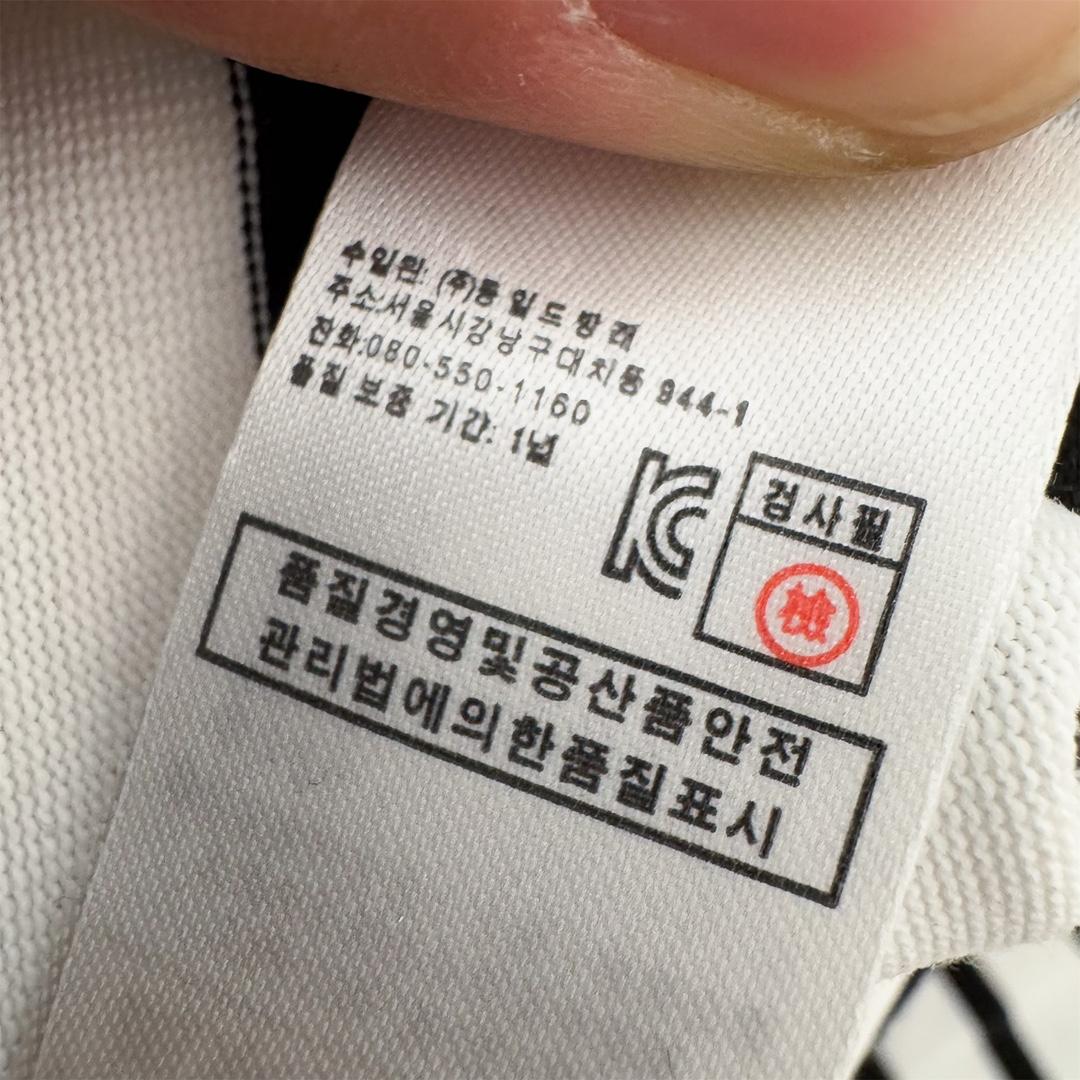 수입원: (주)동일드방레
주소:서울시강남구대치동 944-1
전화:080-550-1160
품질 보증 기간: 1년
KC
검사필
檢
품질경영및공산품안전
관리법에의한품질표시